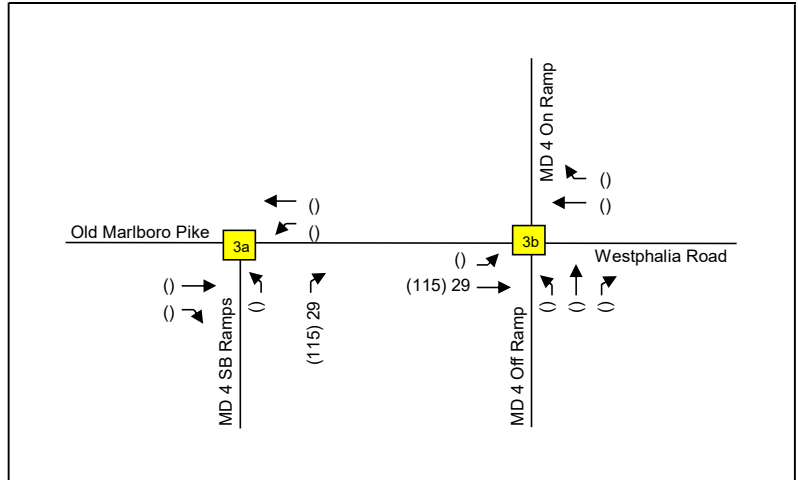 MD 4 On Ramp
()
()
()
()
Old Marlboro Pike
3a
3b
Westphalia Road
()
(115) 29
()
()
()
(115) 29
()
()
()
MD 4 SB Ramps
MD 4 Off Ramp